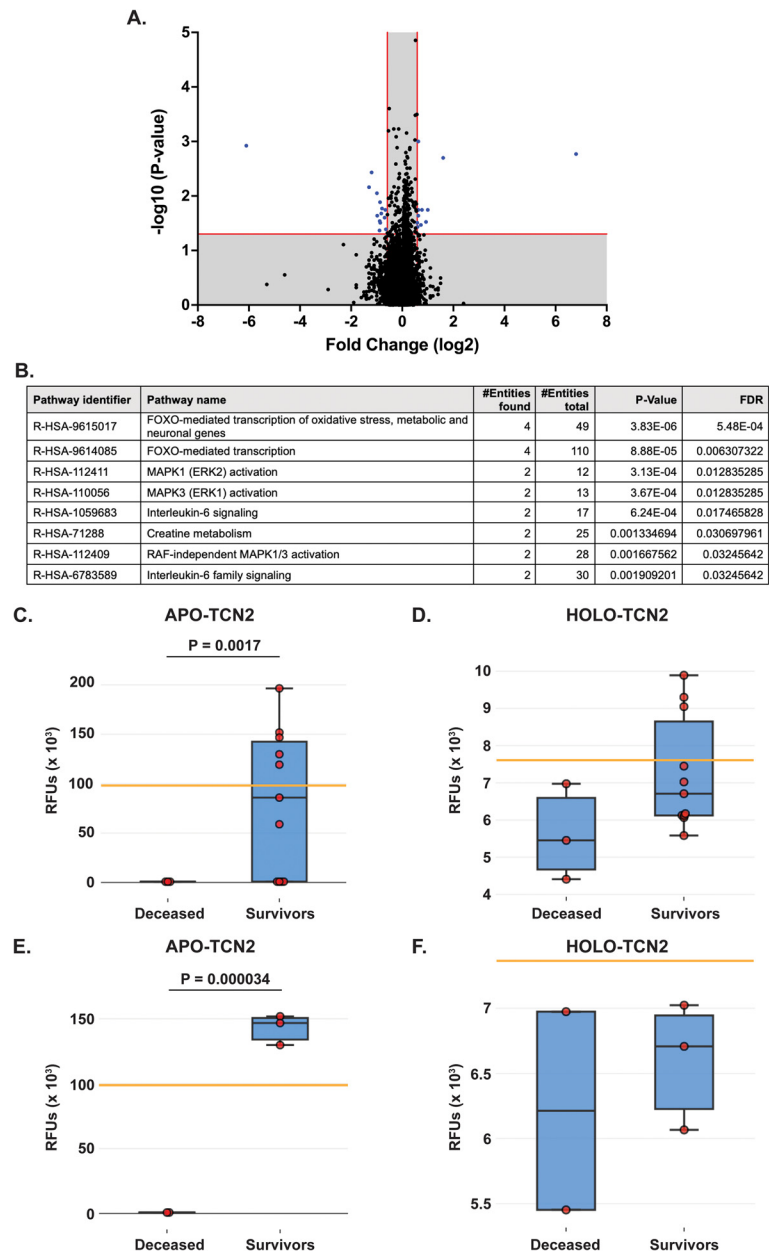 A.
5
4
3
2
1
0
-log10 (P-value)
-8 -6 -4 -2 0 2 4 6 8
Fold Change (log2)
B.
Pathway identifier Pathway name #Entities found #Entities total P-Value FDR
R-HSA-9615017 FOXO-mediated transcription of oxidative stress, metabolic and neuronal genes 4 49 3.83E-06 5.48E-04
R-HSA-9614085 FOXO-mediated transcription 4 110 8.88E-05 0.006307322
R-HSA-112411 MAPK1 (ERK2) activation 2 12 3.13E-04 0.012835285
R-HSA-110056 MAPK3 (ERK1) activation 2 13 3.67E-04 0.012835285
R-HSA-1059683 Interleukin-6 signaling 2 17 6.24E-04 0.017465828
R-HSA-71288 Creatine metabolism 2 25 0.001334694 0.030697961
R-HSA-112409 RAF-independent MAPK1/3 activation 2 28 0.001667562 0.03245642
R-HSA-6783589 Interleukin-6 family signaling 2 30 0.001909201 0.03245642
C.
APO-TCN2
P = 0.0017
200
150
100
50
0
RFUs (x 10³)
Deceased Survivors
D.
HOLO-TCN2
10
9
8
7
6
5
4
RFUs (x 10³)
Deceased Survivors
E.
APO-TCN2
P = 0.000034
150
100
50
0
RFUs (x 10³)
Deceased Survivors
F.
HOLO-TCN2
7
6.5
6
5.5
RFUs (x 10³)
Deceased Survivors